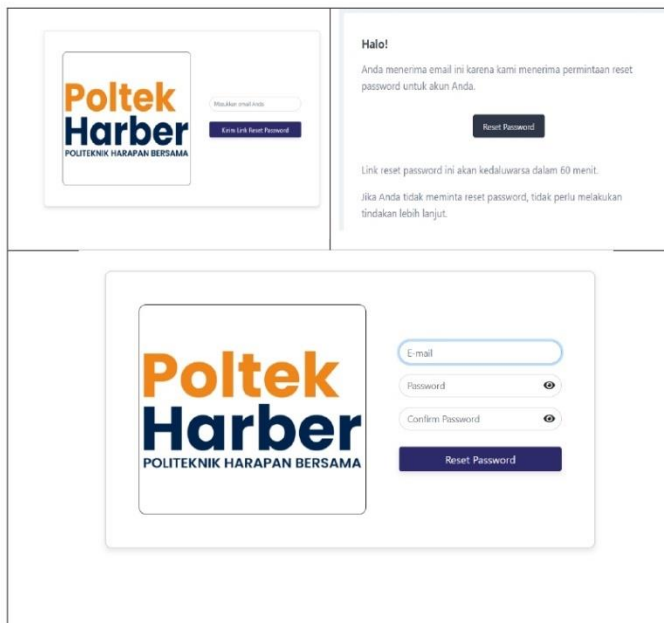 Poltek
Harber
POLITEKNIK HARAPAN BERSAMA
Masukkan email Anda
Kirim Link Reset Password
Halo!
Anda menerima email ini karena kami menerima permintaan reset
password untuk akun Anda.
Reset Password
Link reset password ini akan kedaluwarsa dalam 60 menit.
Jika Anda tidak meminta reset password, tidak perlu melakukan
tindakan lebih lanjut.
Poltek
Harber
POLITEKNIK HARAPAN BERSAMA
E-mail
Password
Confirm Password
Reset Password